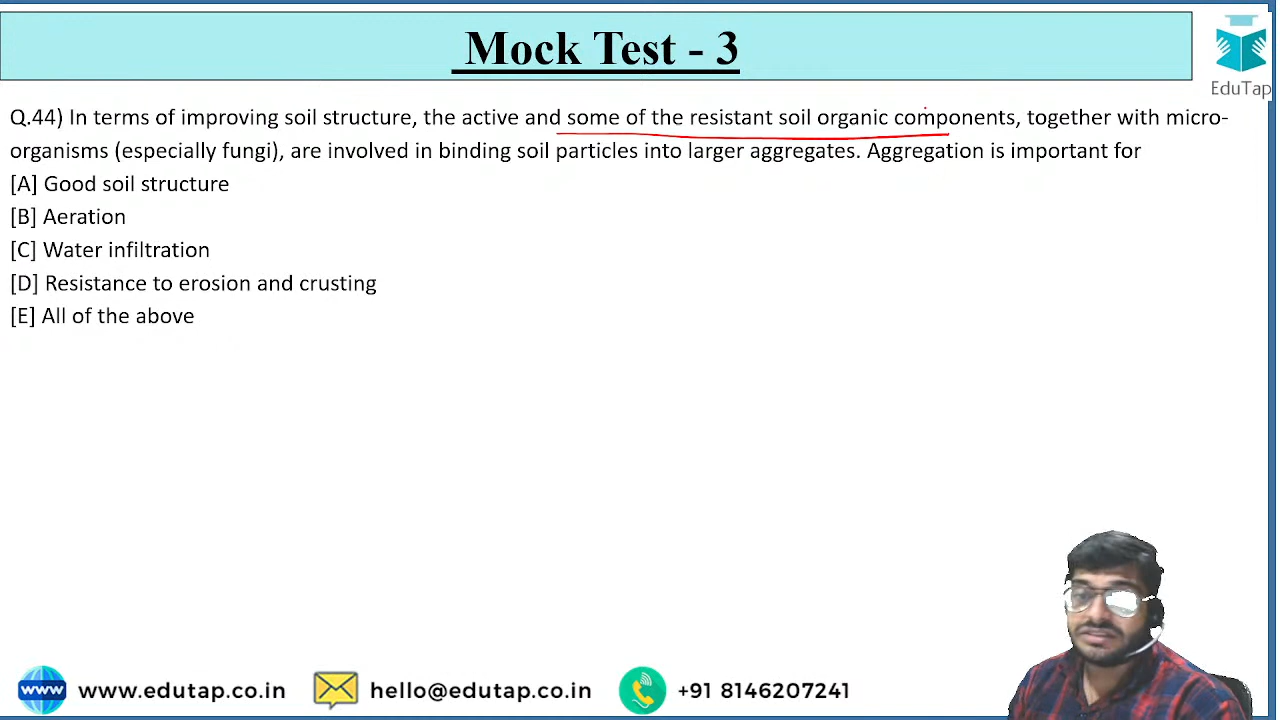 Mock Test - 3
EduTap
Q.44) In terms of improving soil structure, the active and some of the resistant soil organic components, together with micro-
organisms (especially fungi), are involved in binding soil particles into larger aggregates. Aggregation is important for
[A] Good soil structure
[B] Aeration
[C] Water infiltration
[D] Resistance to erosion and crusting
[E] All of the above
www
www.edutap.co.in
hello@edutap.co.in
+91 8146207241